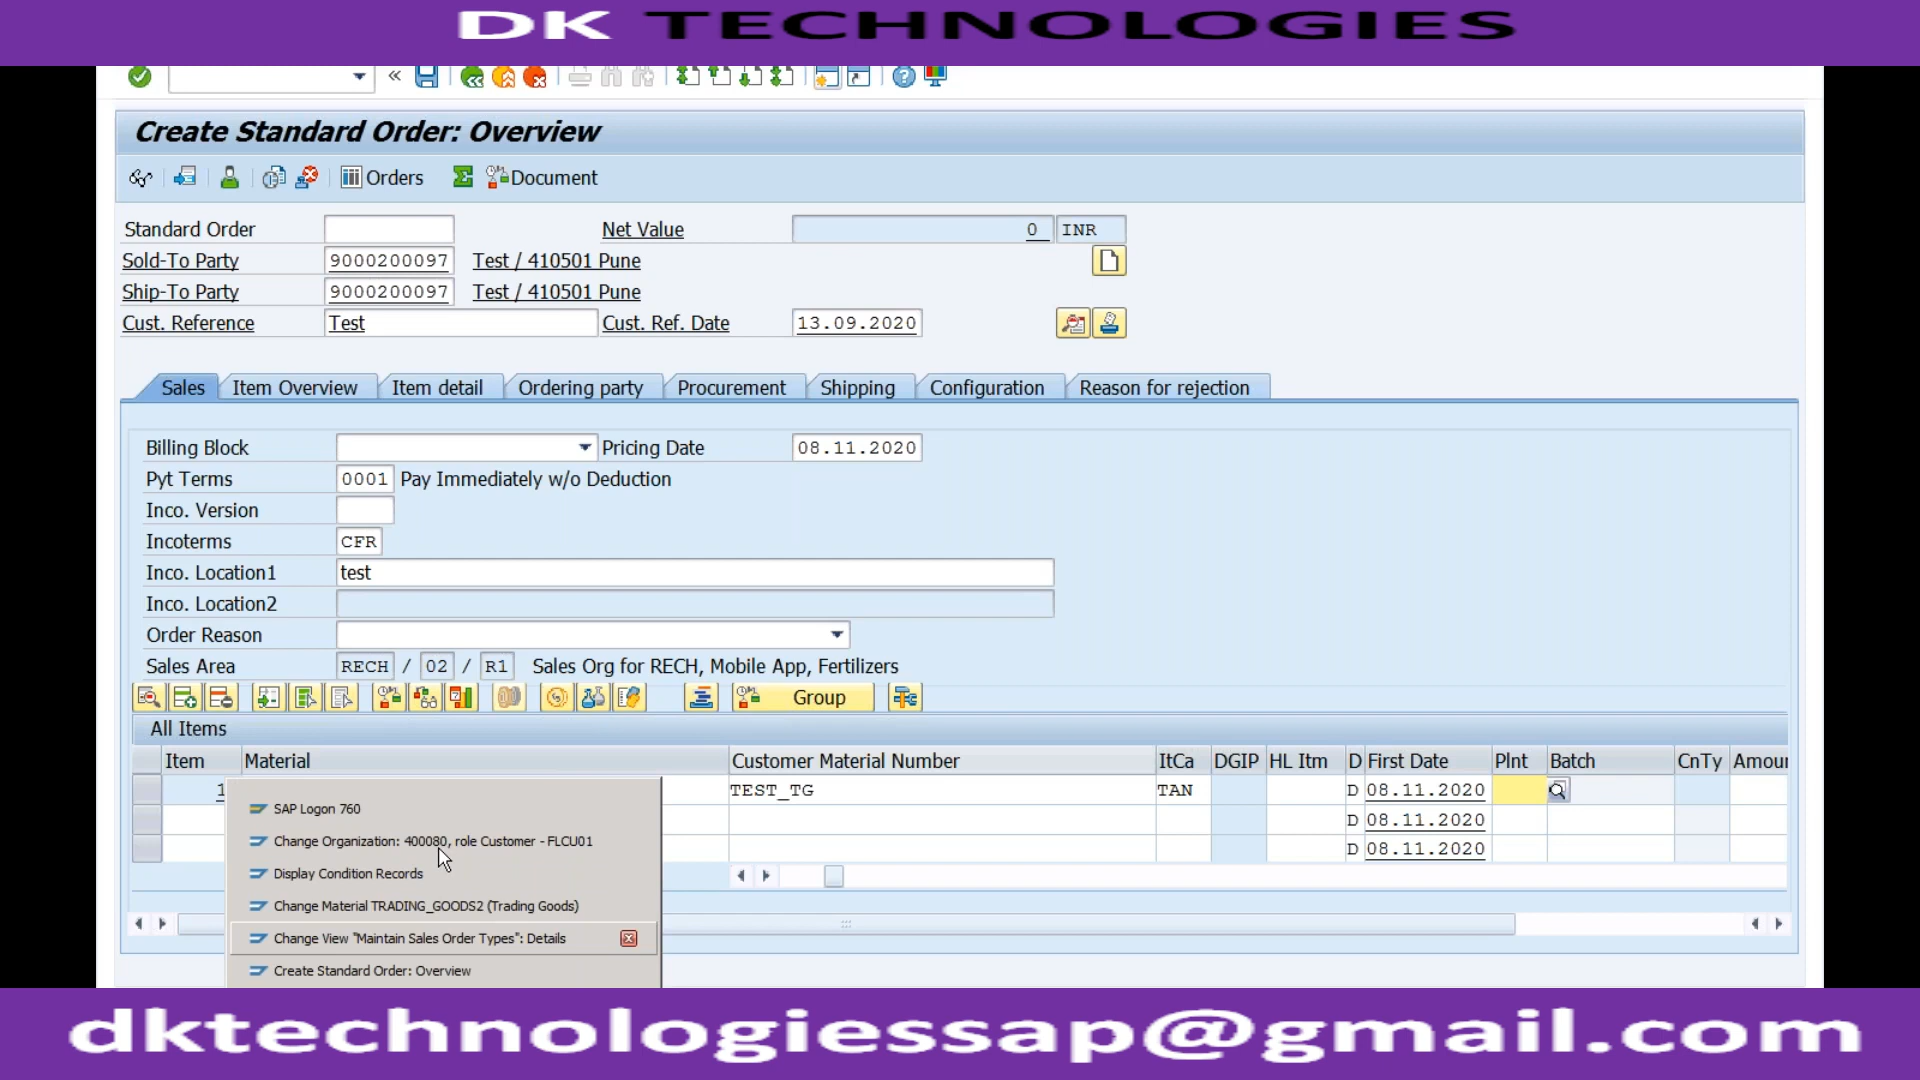 DK TECHNOLOGIES
Create Standard Order: Overview
Orders Document
Standard Order Net Value 0 INR
Sold-To Party 9000200097 Test / 410501 Pune
Ship-To Party 9000200097 Test / 410501 Pune
Cust. Reference Test Cust. Ref. Date 13.09.2020
Sales Item Overview Item detail Ordering party Procurement Shipping Configuration Reason for rejection
Billing Block Pricing Date 08.11.2020
Pyt Terms 0001 Pay Immediately w/o Deduction
Inco. Version
Incoterms CFR
Inco. Location1 test
Inco. Location2
Order Reason
Sales Area RECH / 02 / R1 Sales Org for RECH, Mobile App, Fertilizers
Group
All Items
Item Material Customer Material Number ItCa DGIP HL Itm D First Date Plnt Batch CnTy Amou
1 TEST_TG TAN D 08.11.2020
D 08.11.2020
D 08.11.2020
SAP Logon 760
Change Organization: 400080, role Customer - FLCU01
Display Condition Records
Change Material TRADING_GOODS2 (Trading Goods)
Change View "Maintain Sales Order Types": Details
Create Standard Order: Overview
dktechnologiessap@gmail.com